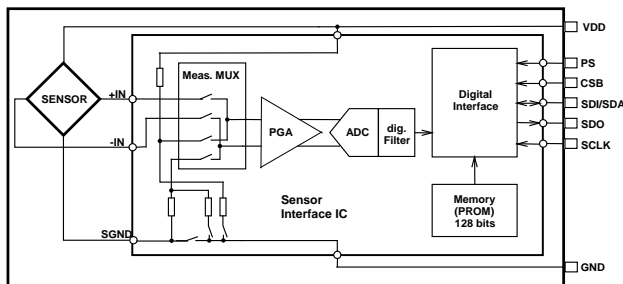 VDD
PS
CSB
SDI/SDA
SDO
SCLK
GND
SENSOR
+IN
-IN
SGND
Meas. MUX
PGA
ADC
dig.
Filter
Digital
Interface
Memory
(PROM)
128 bits
Sensor
Interface IC